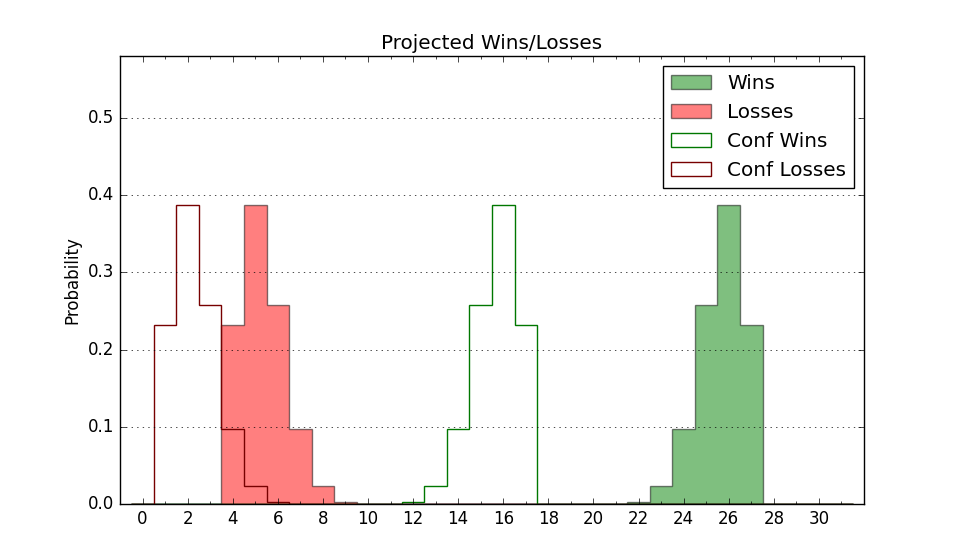 Projected Wins/Losses
Wins
Losses
Conf Wins
Conf Losses
Probability
0.5
0.4
0.3
0.2
0.1
0.0
0 2 4 6 8 10 12 14 16 18 20 22 24 26 28 30